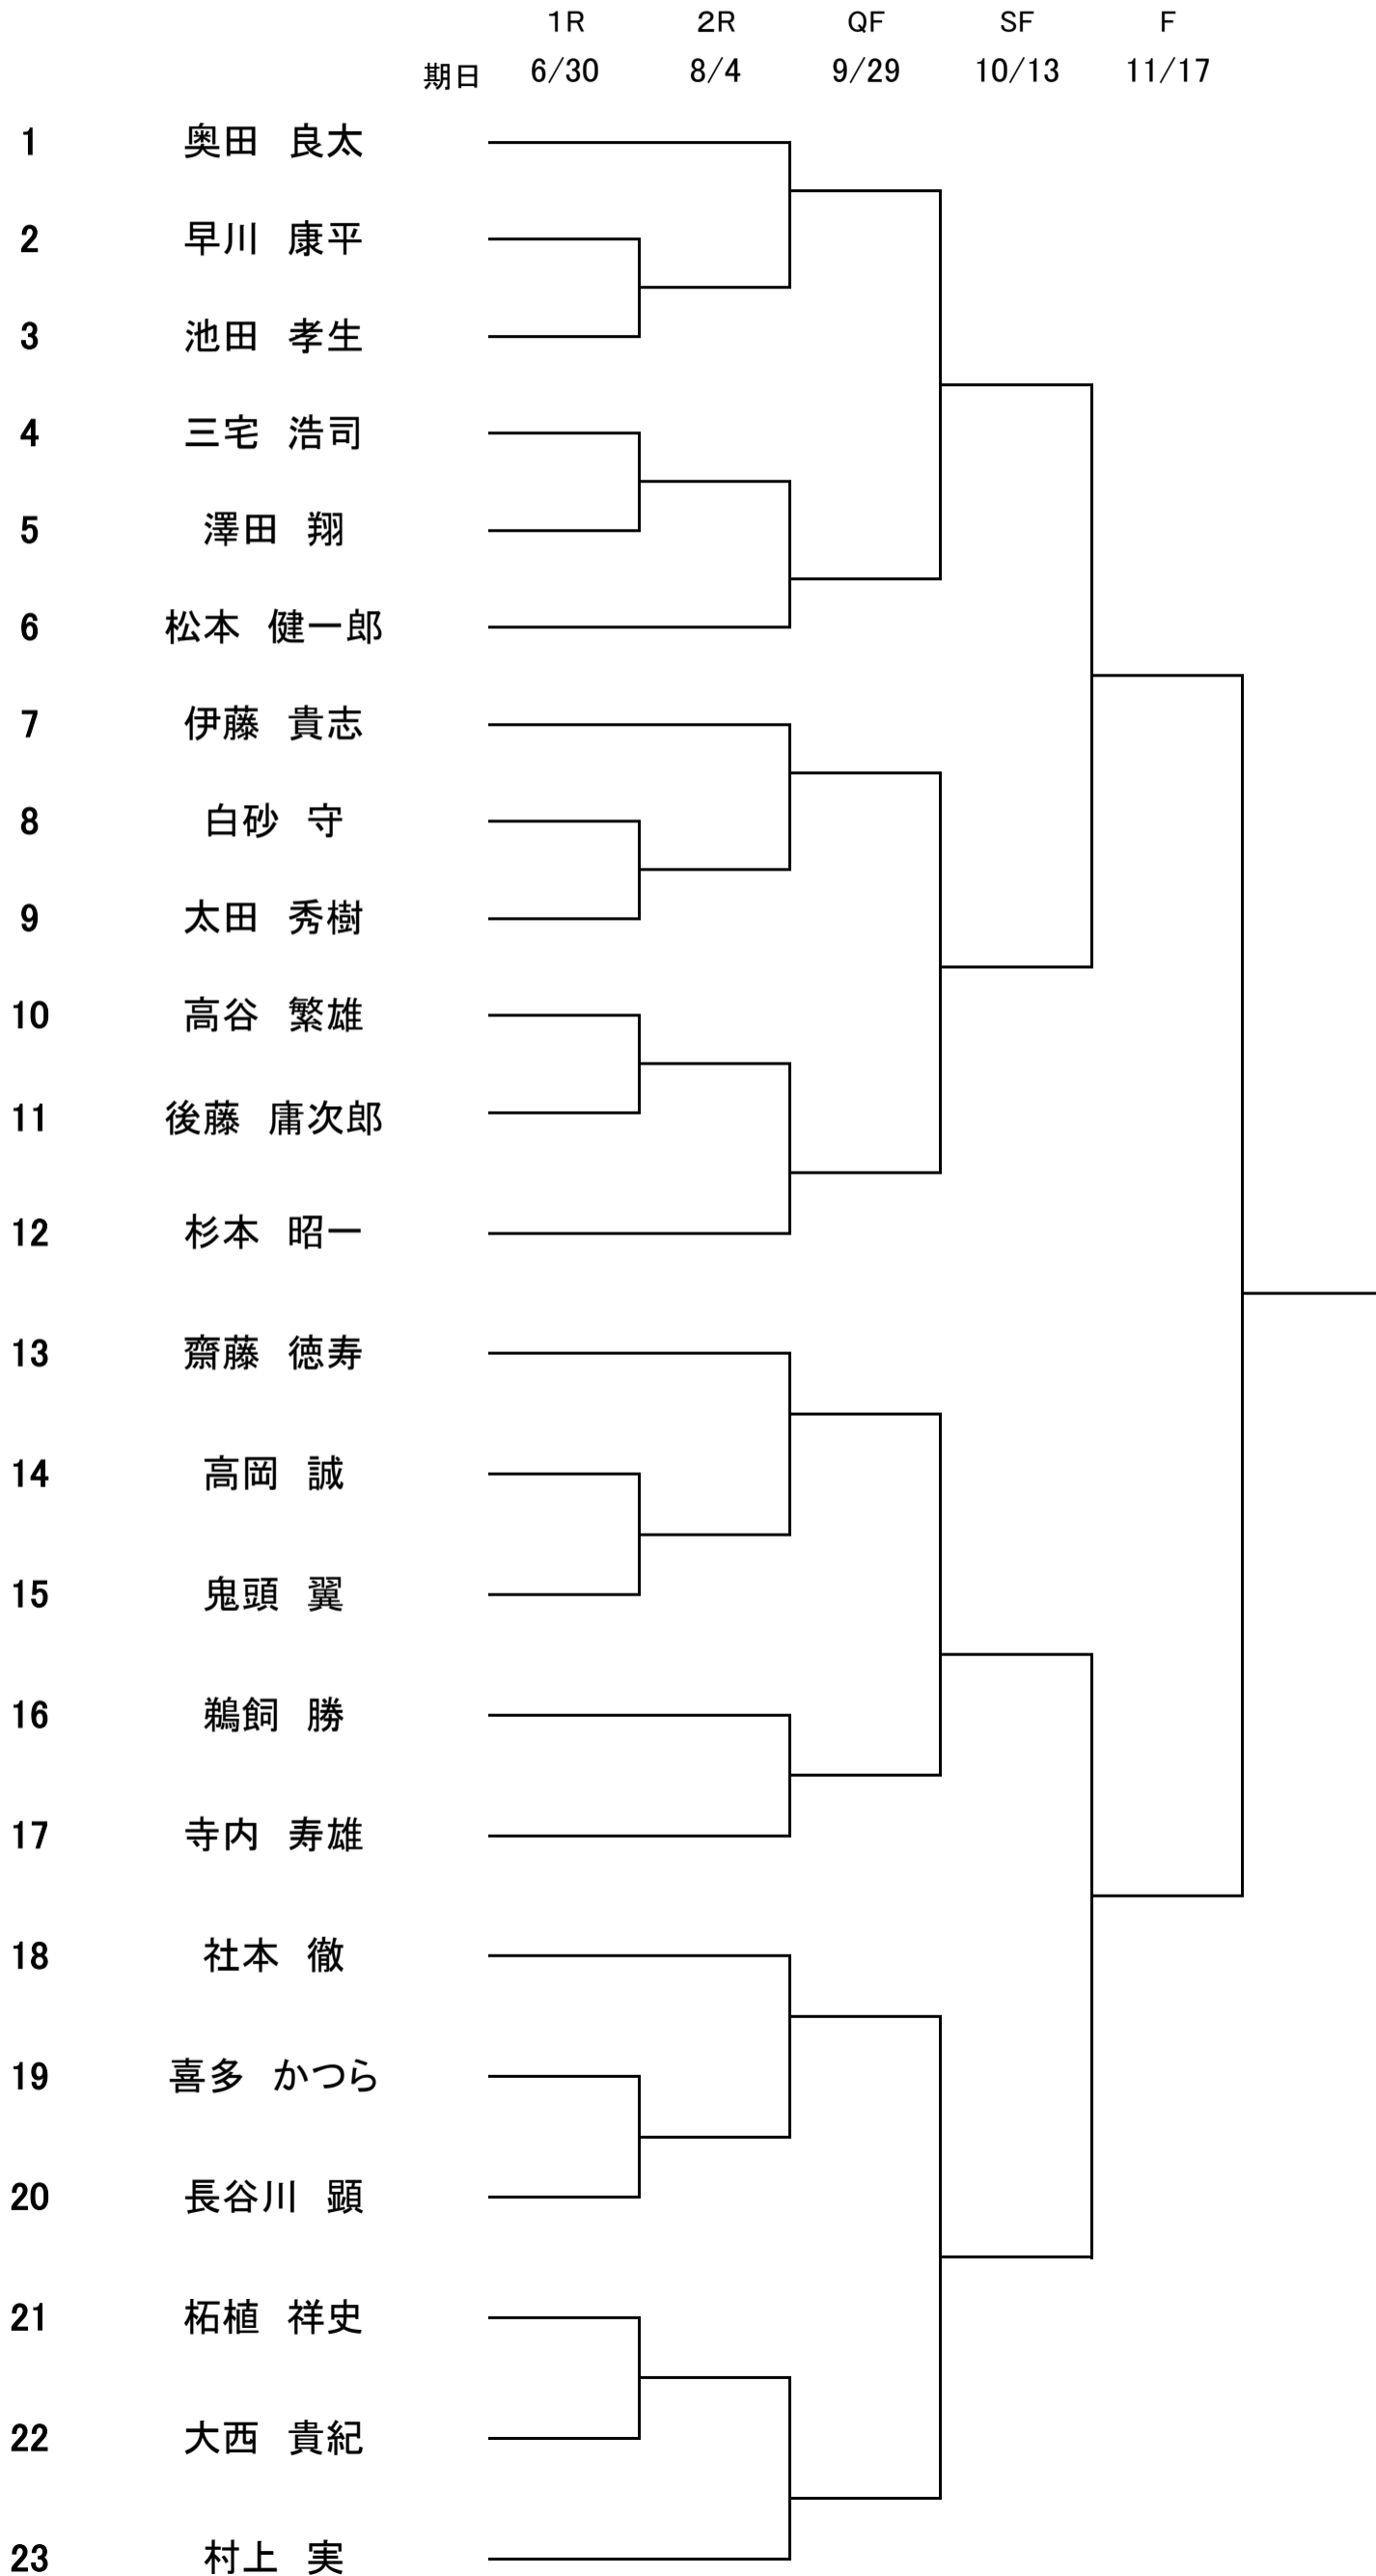 1R 2R QF SF F
期日 6/30 8/4 9/29 10/13 11/17
1 奥田 良太
2 早川 康平
3 池田 孝生
4 三宅 浩司
5 澤田 翔
6 松本 健一郎
7 伊藤 貴志
8 白砂 守
9 太田 秀樹
10 高谷 繁雄
11 後藤 庸次郎
12 杉本 昭一
13 齋藤 徳寿
14 高岡 誠
15 鬼頭 翼
16 鵜飼 勝
17 寺内 寿雄
18 社本 徹
19 喜多 かつら
20 長谷川 顕
21 柘植 祥史
22 大西 貴紀
23 村上 実